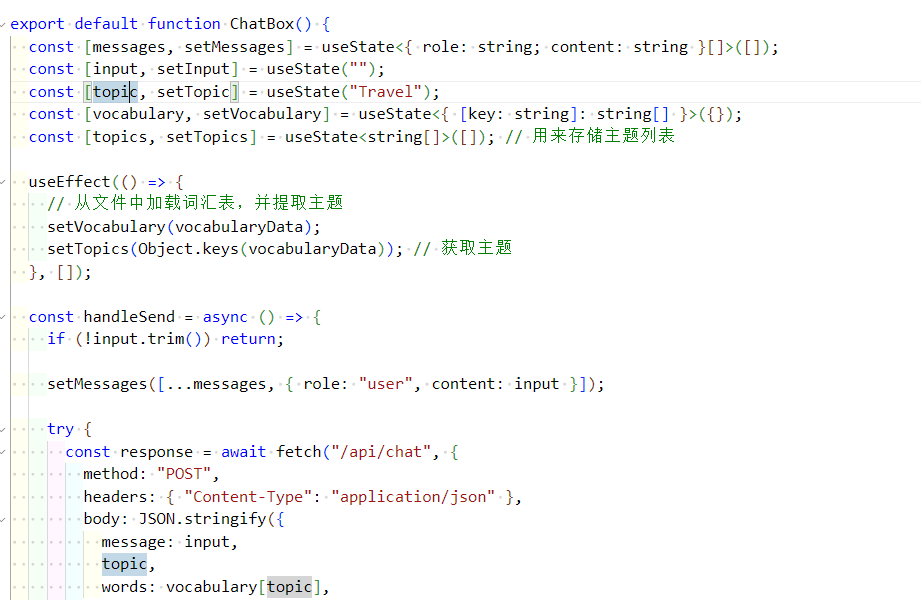 export default function ChatBox() {
const [messages, setMessages] = useState<{ role: string; content: string }[]>([]);
const [input, setInput] = useState("");
const [topic, setTopic] = useState("Travel");
const [vocabulary, setVocabulary] = useState<{ [key: string]: string[] }>({});
const [topics, setTopics] = useState<string[]>([]); // 用来存储主题列表
useEffect(() => {
// 从文件中加载词汇表，并提取主题
setVocabulary(vocabularyData);
setTopics(Object.keys(vocabularyData)); // 获取主题
}, []);
const handleSend = async () => {
if (!input.trim()) return;
setMessages([...messages, { role: "user", content: input }]);
try {
const response = await fetch("/api/chat", {
method: "POST",
headers: { "Content-Type": "application/json" },
body: JSON.stringify({
message: input,
topic,
words: vocabulary[topic],